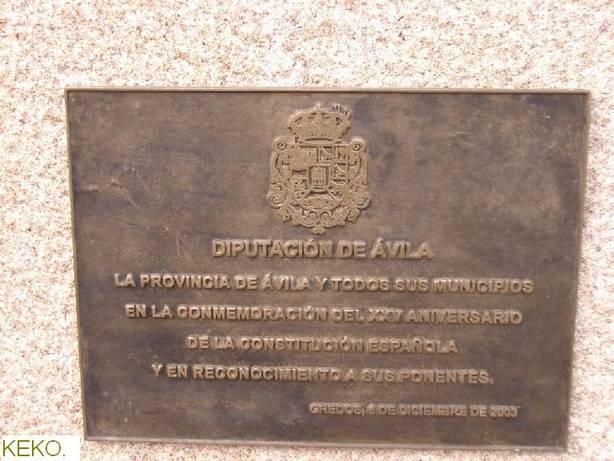 DIPUTACIÓN DE ÁVILA
LA PROVINCIA DE ÁVILA Y TODOS SUS MUNICIPIOS
EN LA CONMEMORACIÓN DEL XXV ANIVERSARIO
DE LA CONSTITUCIÓN ESPAÑOLA
Y EN RECONOCIMIENTO A SUS PONENTES.
GREDOS, 6 DE DICIEMBRE DE 2003
KEKO.